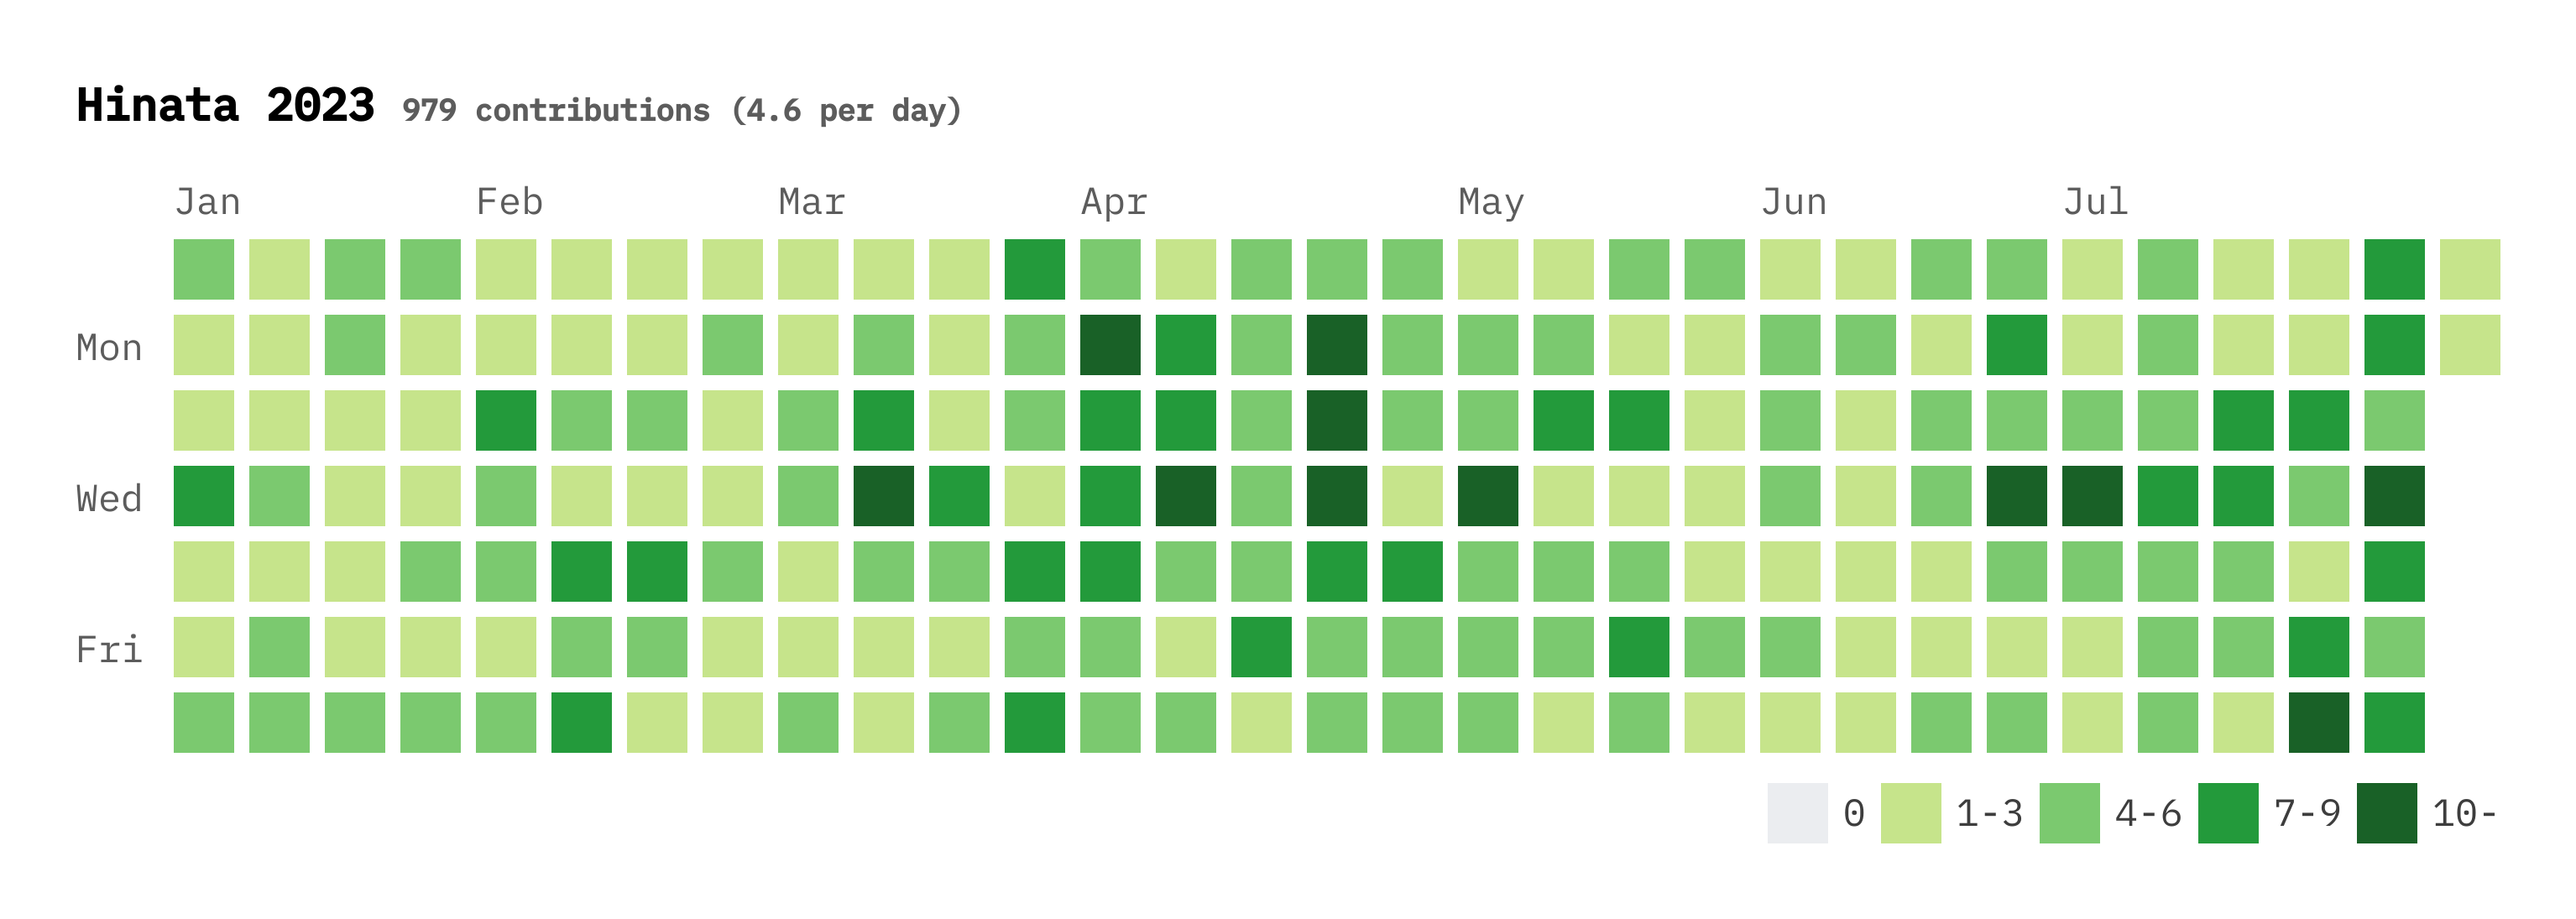 Hinata 2023 979 contributions (4.6 per day)
Jan Feb Mar Apr May Jun Jul
Mon
Wed
Fri
0 1-3 4-6 7-9 10-